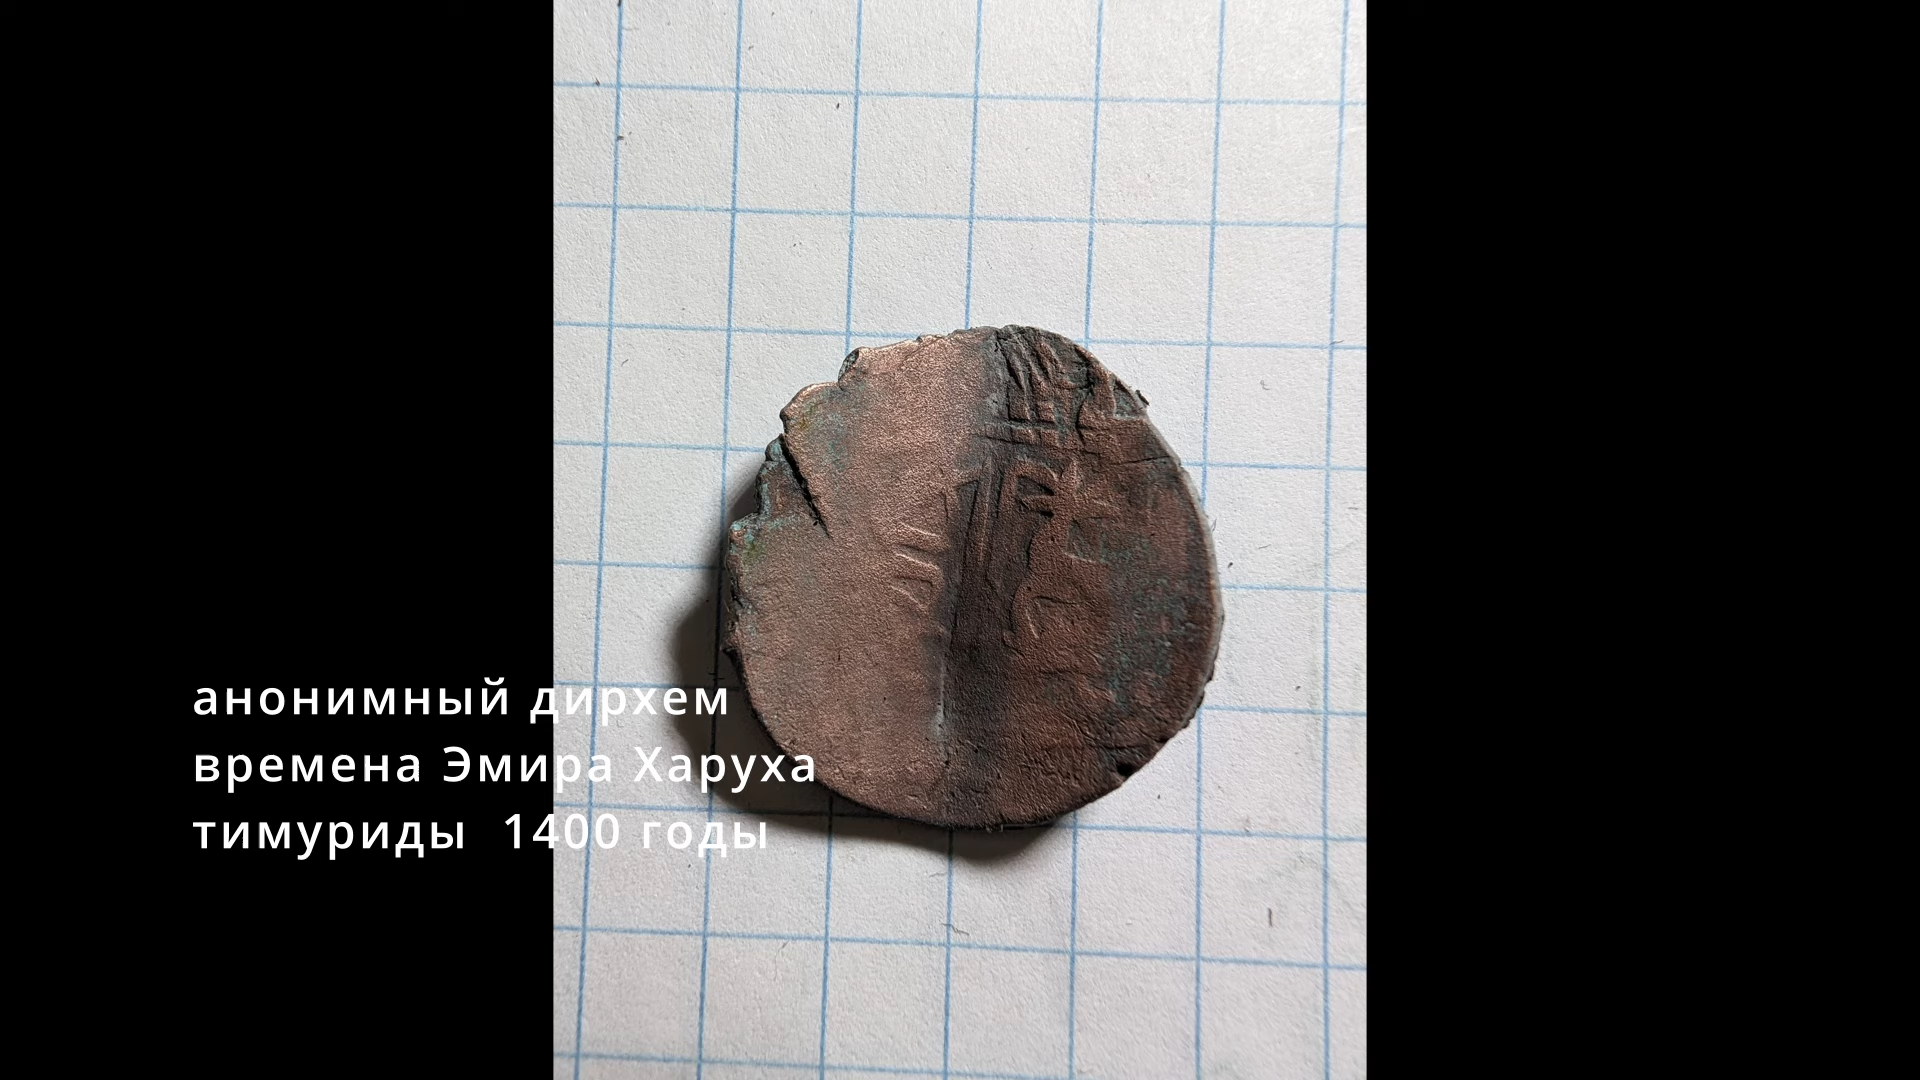 анонимный дирхем
времена Эмира Харуха
тимуриды 1400 годы